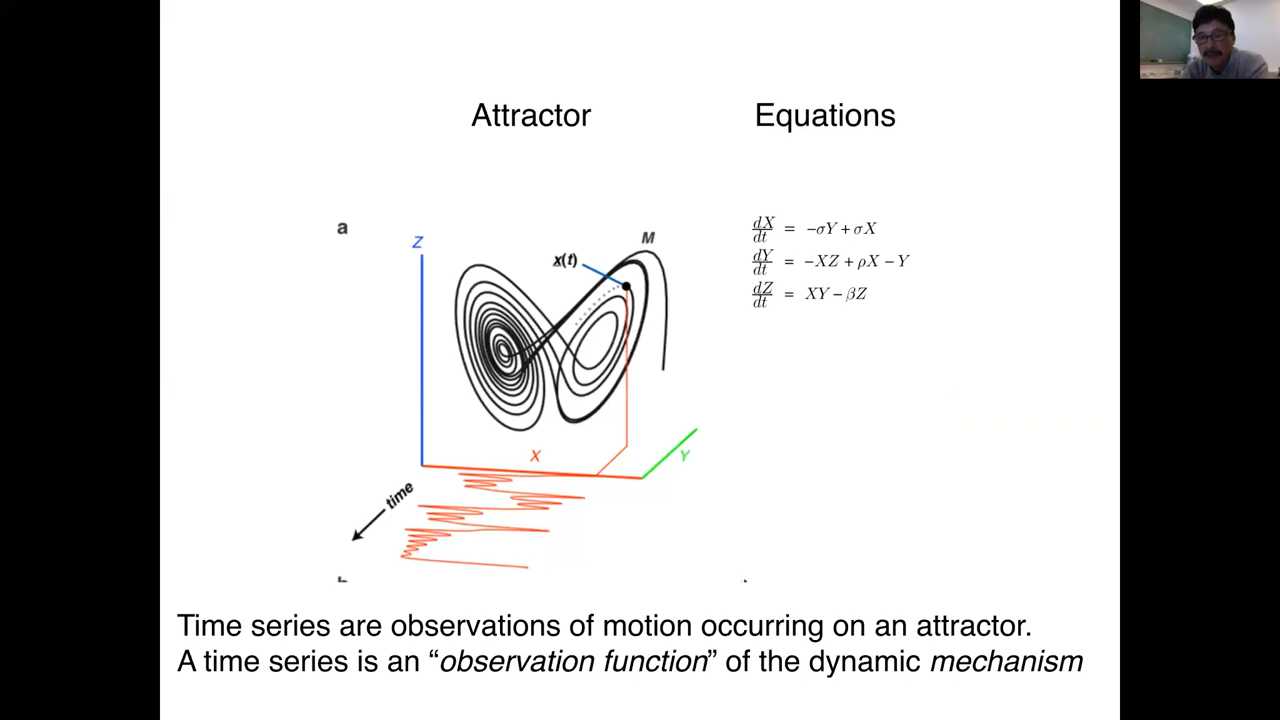 Attractor
Equations
a
Z
M
x(t)
dX/dt = −σY + σX
dY/dt = −XZ + ρX − Y
dZ/dt = XY − βZ
X
Y
time
Time series are observations of motion occurring on an attractor.
A time series is an “observation function” of the dynamic mechanism